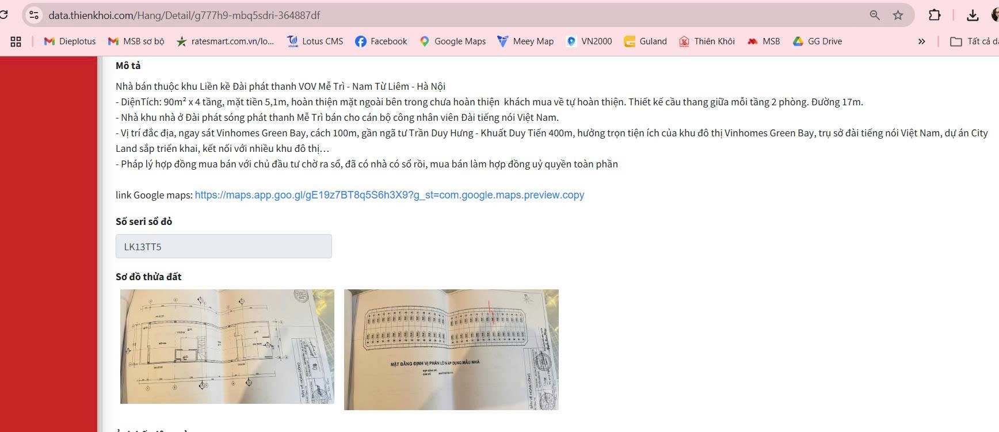 data.thienkhoi.com/Hang/Detail/g777h9-mbq5sdri-364887df
Dieplotus MSB sơ bộ ratesmart.com.vn/lo... Lotus CMS Facebook Google Maps Meey Map VN2000 Guland Thiên Khôi MSB GG Drive » Tất cả dấ
Mô tả
Nhà bán thuộc khu Liền kề Đài phát thanh VOV Mễ Trì - Nam Từ Liêm - Hà Nội
- DiệnTích: 90m² x 4 tầng, mặt tiền 5,1m, hoàn thiện mặt ngoài bên trong chưa hoàn thiện khách mua về tự hoàn thiện. Thiết kế cầu thang giữa mỗi tầng 2 phòng. Đường 17m.
- Nhà khu nhà ở Đài phát sóng phát thanh Mễ Trì bán cho cán bộ công nhân viên Đài tiếng nói Việt Nam.
- Vị trí đắc địa, ngay sát Vinhomes Green Bay, cách 100m, gần ngã tư Trần Duy Hưng - Khuất Duy Tiến 400m, hưởng trọn tiện ích của khu đô thị Vinhomes Green Bay, trụ sở đài tiếng nói Việt Nam, dự án City
Land sắp triển khai, kết nối với nhiều khu đô thị…
- Pháp lý hợp đồng mua bán với chủ đầu tư chờ ra sổ, đã có nhà có sổ rồi, mua bán làm hợp đồng uỷ quyền toàn phần
link Google maps: https://maps.app.goo.gl/gE19z7BT8q5S6h3X9?g_st=com.google.maps.preview.copy
Số seri sổ đỏ
LK13TT5
Sơ đồ thửa đất
BẢN VẼ HOÀN CÔNG
MẶT BẰNG ĐỊNH VỊ PHÂN LÔ VÀ ÁP DỤNG MẪU NHÀ
BẢN VẼ HOÀN CÔNG